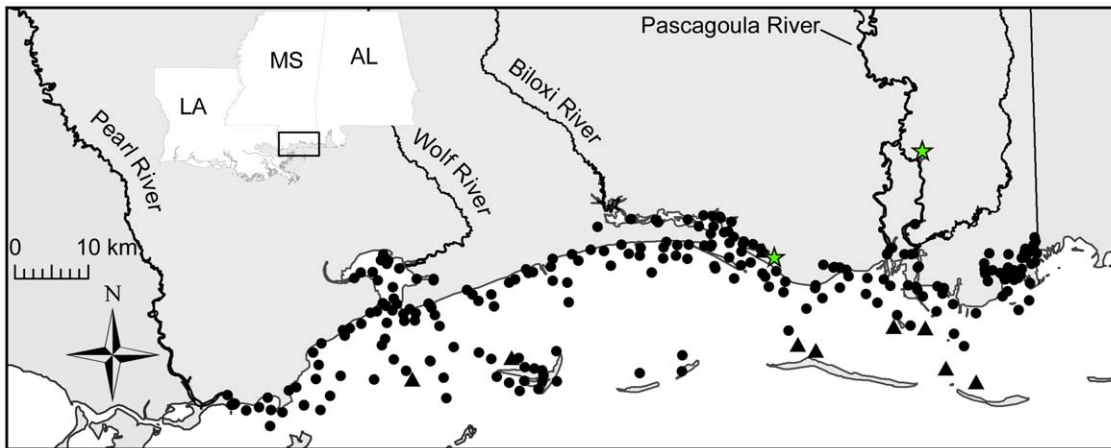 Pascagoula River
MS
AL
LA
Biloxi River
Pearl River
Wolf River
0 10 km
N